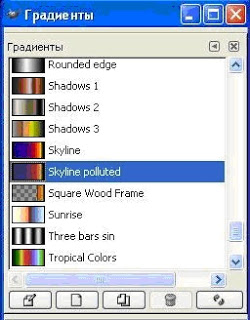 Градиенты
Градиенты
Rounded edge
Shadows 1
Shadows 2
Shadows 3
Skyline
Skyline polluted
Square Wood Frame
Sunrise
Three bars sin
Tropical Colors